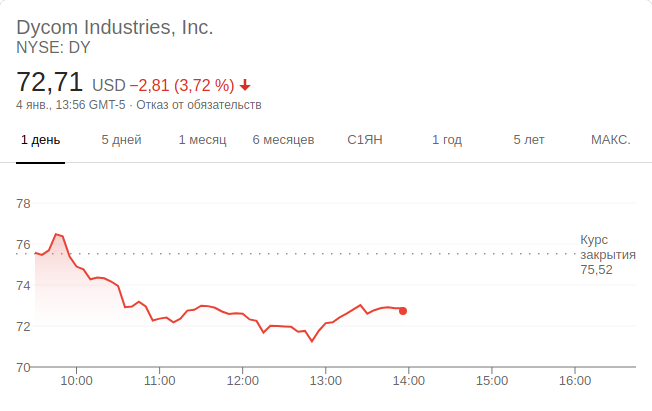 Dycom Industries, Inc.
NYSE: DY
72,71 USD −2,81 (3,72 %)
4 янв., 13:56 GMT-5 · Отказ от обязательств
1 день 5 дней 1 месяц 6 месяцев С1ЯН 1 год 5 лет МАКС.
78
76
74
72
70
Курс
закрытия
75,52
10:00 11:00 12:00 13:00 14:00 15:00 16:00